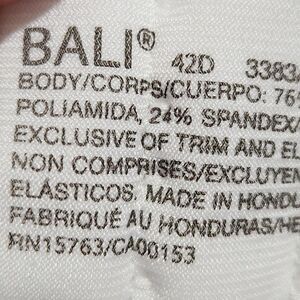 BALI® 42D 3383
BODY/CORPS/CUERPO: 76
POLIAMIDA, 24% SPANDEX/
EXCLUSIVE OF TRIM AND EL
NON COMPRISES/EXCLUYEN
ELÁSTICOS. MADE IN HONDU
FABRIQUÉ AU HONDURAS/HE
RN15763/CA00153